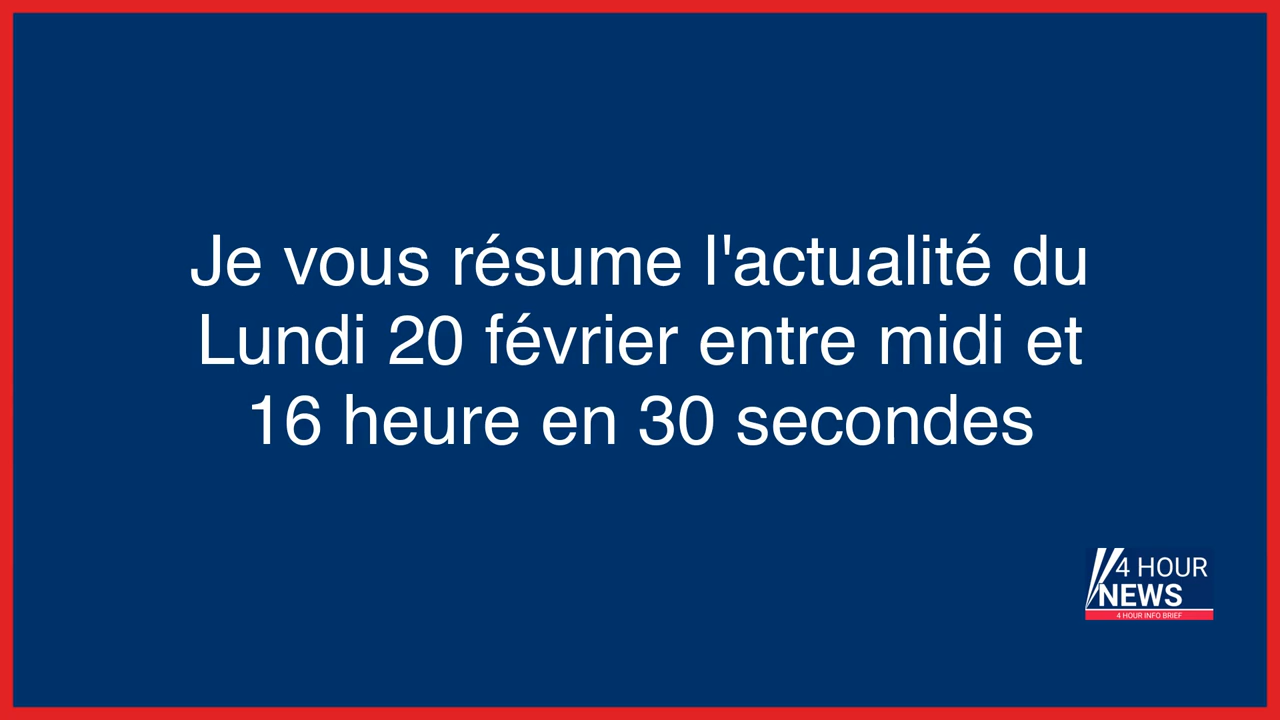 Je vous résume l'actualité du
Lundi 20 février entre midi et
16 heure en 30 secondes
4 HOUR
NEWS
4 HOUR INFO BRIEF